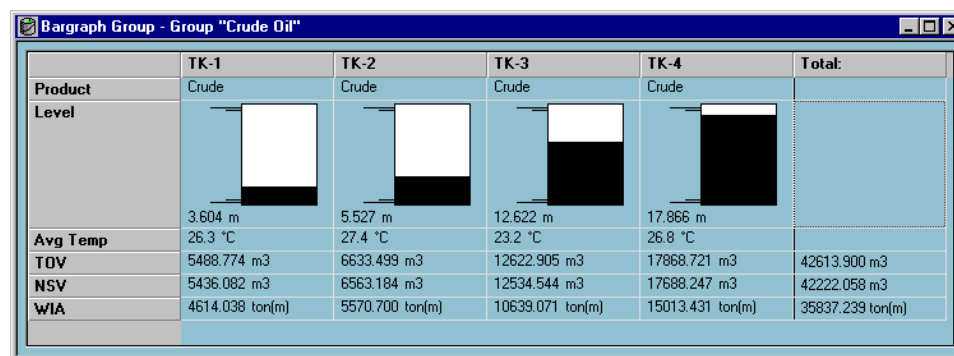 Bargraph Group - Group "Crude Oil"
TK-1 TK-2 TK-3 TK-4 Total:
Product Crude Crude Crude Crude
Level
3.604 m 5.527 m 12.622 m 17.866 m
Avg Temp 26.3 °C 27.4 °C 23.2 °C 26.8 °C
TOV 5488.774 m3 6633.499 m3 12622.905 m3 17868.721 m3 42613.900 m3
NSV 5436.082 m3 6563.184 m3 12534.544 m3 17688.247 m3 42222.058 m3
WIA 4614.038 ton(m) 5570.700 ton(m) 10639.071 ton(m) 15013.431 ton(m) 35837.239 ton(m)